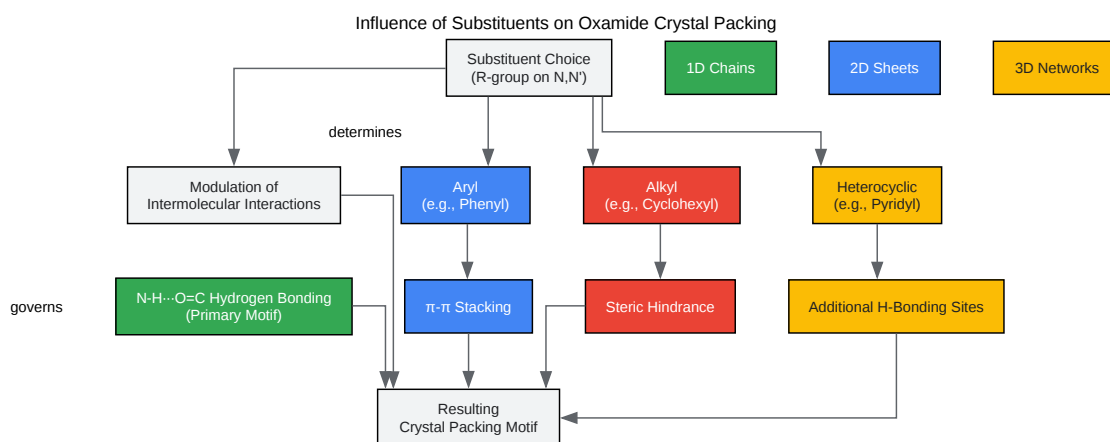 Influence of Substituents on Oxamide Crystal Packing
Substituent Choice
(R-group on N,N')
1D Chains
2D Sheets
3D Networks
determines
Modulation of
Intermolecular Interactions
Aryl
(e.g., Phenyl)
Alkyl
(e.g., Cyclohexyl)
Heterocyclic
(e.g., Pyridyl)
governs
N-H···O=C Hydrogen Bonding
(Primary Motif)
π-π Stacking
Steric Hindrance
Additional H-Bonding Sites
Resulting
Crystal Packing Motif